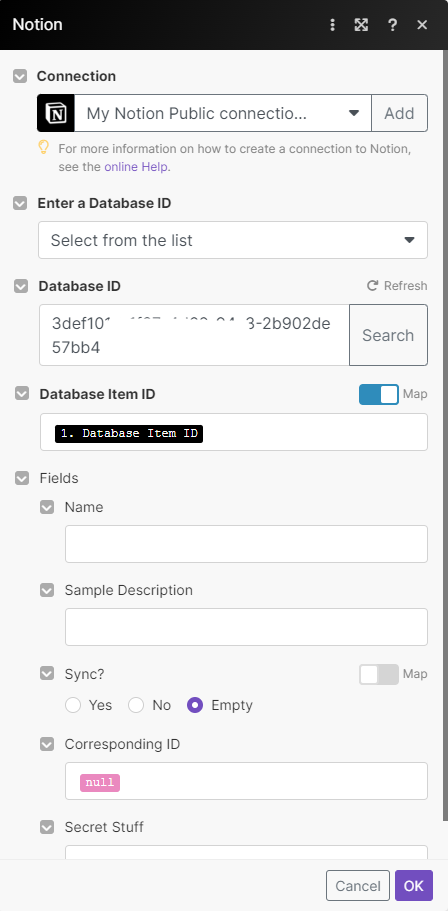 Notion
Connection
My Notion Public connectio...
Add
For more information on how to create a connection to Notion,
see the online Help.
Enter a Database ID
Select from the list
Database ID
Refresh
3def101 3-2b902de
57bb4
Search
Database Item ID
Map
1. Database Item ID
Fields
Name
Sample Description
Sync?
Map
Yes
No
Empty
Corresponding ID
null
Secret Stuff
Cancel
OK